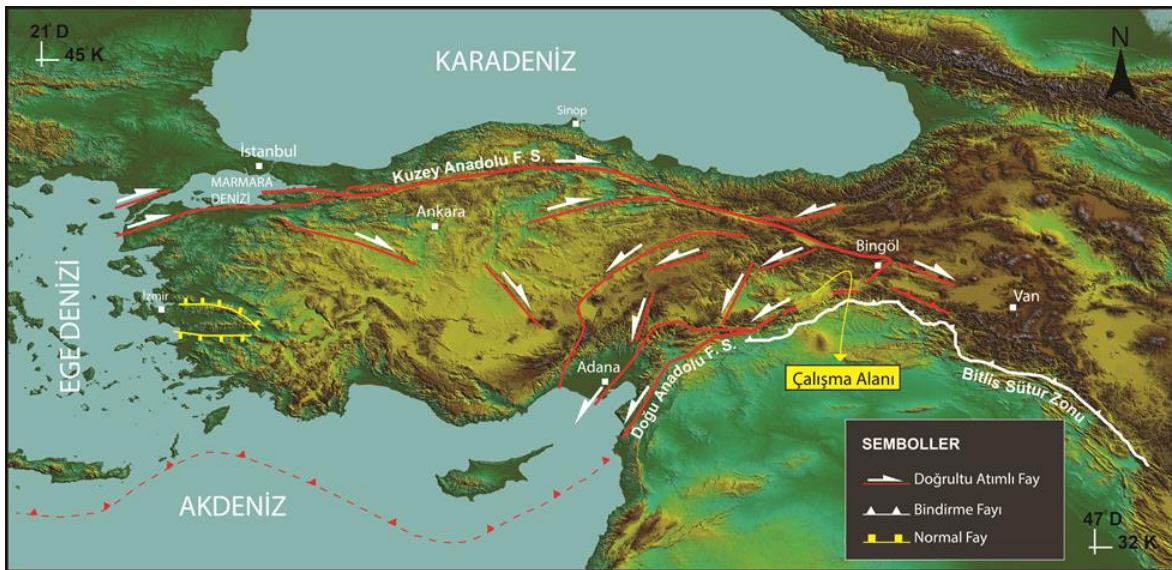 21 D
45 K
KARADENİZ
N
Sinop
İstanbul
MARMARA
DENİZİ
Kuzey Anadolu F. S.
Ankara
Bingöl
EGE DENİZİ
İzmir
Van
Adana
Doğu Anadolu F. S.
Çalışma Alanı
Bitlis Sütur Zonu
AKDENİZ
SEMBOLLER
Doğrultu Atımlı Fay
Bindirme Fayı
Normal Fay
47 D
32 K